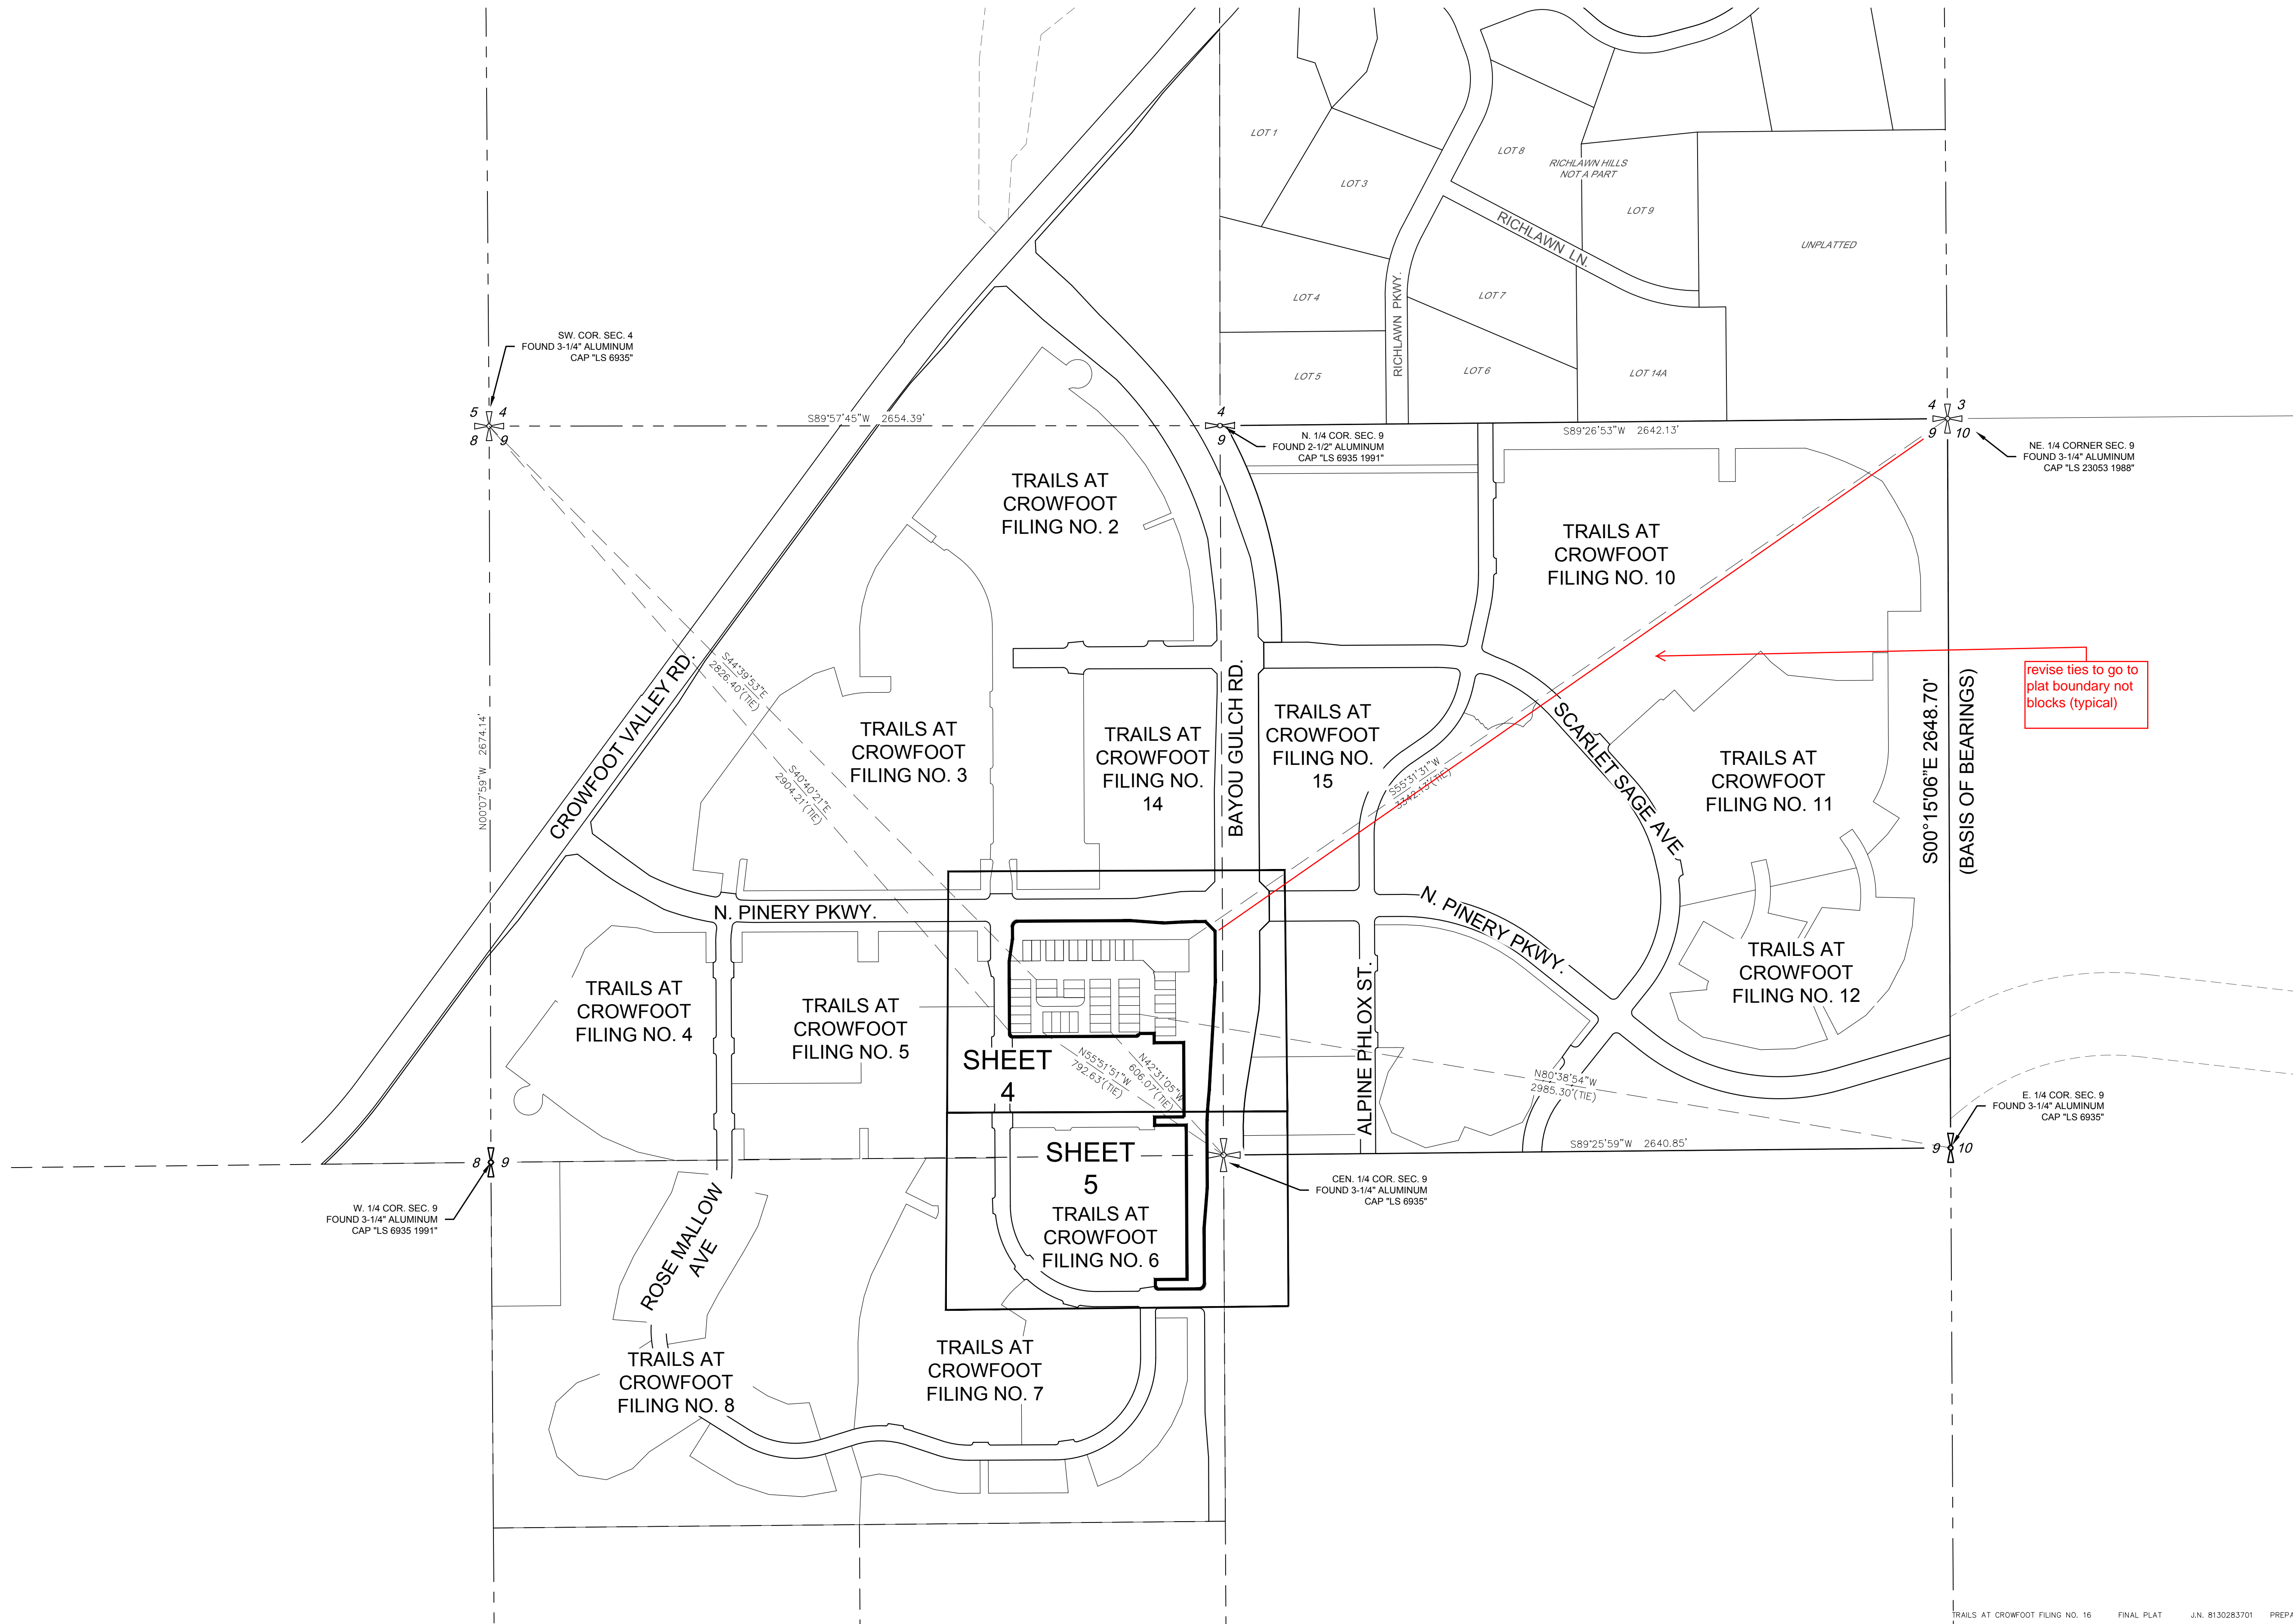 LOT 1
LOT 3
LOT 8
RICHLAWN HILLS
NOT A PART
LOT 9
RICHLAWN LN.
UNPLATTED
LOT 4
RICHLAWN PKWY.
LOT 7
LOT 5
LOT 6
LOT 14A
SW. COR. SEC. 4
FOUND 3-1/4" ALUMINUM
CAP "LS 6935"
5 4
8 9
S89°57'45"W 2654.39'
4
9
N. 1/4 COR. SEC. 9
FOUND 2-1/2" ALUMINUM
CAP "LS 6935 1991"
S89°26'53"W 2642.13'
4 3
9 10
NE. 1/4 CORNER SEC. 9
FOUND 3-1/4" ALUMINUM
CAP "LS 23053 1988"
TRAILS AT
CROWFOOT
FILING NO. 2
TRAILS AT
CROWFOOT
FILING NO. 10
CROWFOOT VALLEY RD.
S44°39'53"E
2826.40'(TIE)
S40°40'21"E
2904.21'(TIE)
N00°07'59"W 2674.14'
TRAILS AT
CROWFOOT
FILING NO. 3
TRAILS AT
CROWFOOT
FILING NO.
14
BAYOU GULCH RD.
TRAILS AT
CROWFOOT
FILING NO.
15
S55°31'31"W
3342.13'(TIE)
SCARLET SAGE AVE
TRAILS AT
CROWFOOT
FILING NO. 11
S00°15'06"E 2648.70'
(BASIS OF BEARINGS)
revise ties to go to
plat boundary not
blocks (typical)
N. PINERY PKWY.
N. PINERY PKWY.
TRAILS AT
CROWFOOT
FILING NO. 12
TRAILS AT
CROWFOOT
FILING NO. 4
TRAILS AT
CROWFOOT
FILING NO. 5
SHEET
4
N55°51'51"W
792.63'(TIE)
N42°31'05"W
606.07'(TIE)
ALPINE PHLOX ST.
N80°38'54"W
2985.30'(TIE)
E. 1/4 COR. SEC. 9
FOUND 3-1/4" ALUMINUM
CAP "LS 6935"
S89°25'59"W 2640.85'
9 10
8 9
W. 1/4 COR. SEC. 9
FOUND 3-1/4" ALUMINUM
CAP "LS 6935 1991"
SHEET
5
TRAILS AT
CROWFOOT
FILING NO. 6
CEN. 1/4 COR. SEC. 9
FOUND 3-1/4" ALUMINUM
CAP "LS 6935"
ROSE MALLOW
AVE
TRAILS AT
CROWFOOT
FILING NO. 8
TRAILS AT
CROWFOOT
FILING NO. 7
TRAILS AT CROWFOOT FILING NO. 16 FINAL PLAT J.N. 8130283701 PREPA